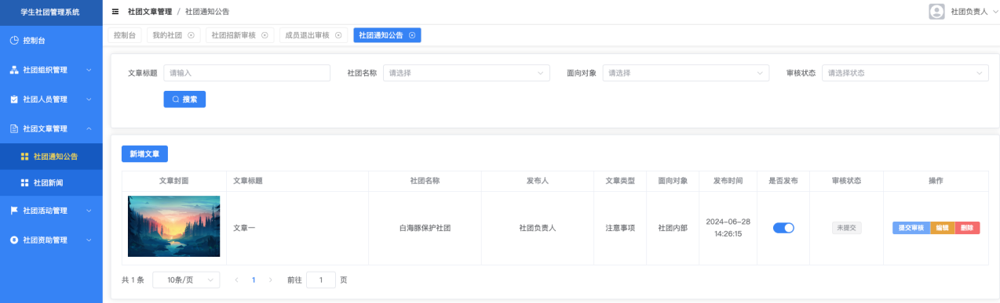 学生社团管理系统
社团文章管理 / 社团通知公告
社团负责人
控制台
我的社团
社团招新审核
成员退出审核
社团通知公告
控制台
社团组织管理
社团人员管理
社团文章管理
社团通知公告
社团新闻
社团活动管理
社团资助管理
文章标题 请输入
社团名称 请选择
面向对象 请选择
审核状态 请选择状态
搜索
新增文章
文章封面 文章标题 社团名称 发布人 文章类型 面向对象 发布时间 是否发布 审核状态 操作
文章一 白海豚保护社团 社团负责人 注意事项 社团内部 2024-06-28 未提交 提交审核 编辑 删除
14:26:15
共 1 条 10条/页 1 前往 1 页